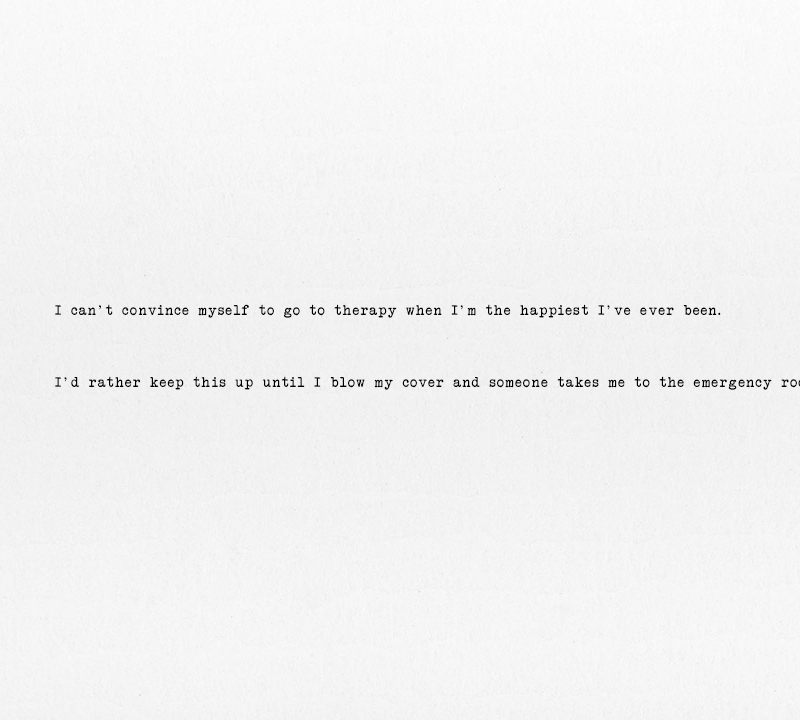 I can't convince myself to go to therapy when I'm the happiest I've ever been.
I'd rather keep this up until I blow my cover and someone takes me to the emergency